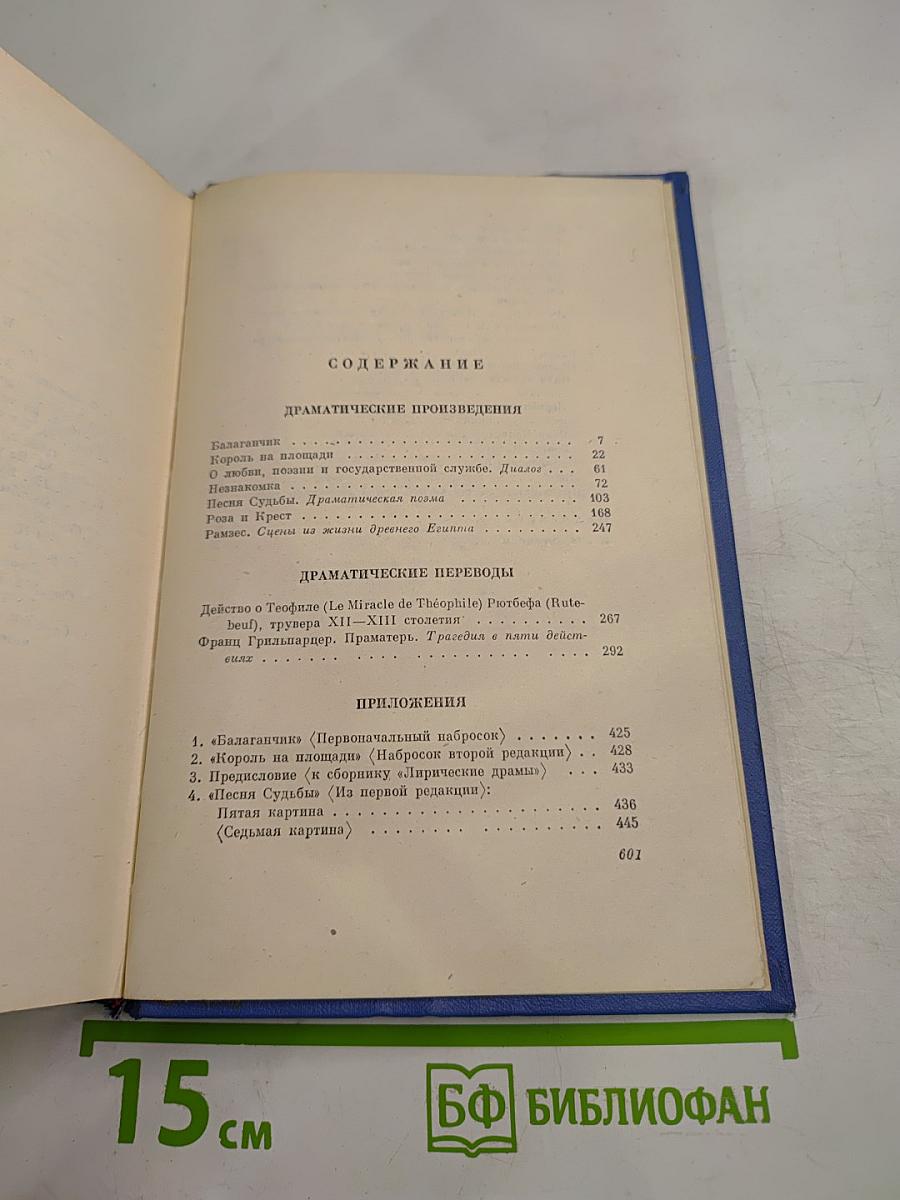 СОДЕРЖАНИЕ
ДРАМАТИЧЕСКИЕ ПРОИЗВЕДЕНИЯ
Балаганчик . . . . . . . . . . . . . . . . . . . . . . . 7
Король на площади . . . . . . . . . . . . . . . . . . . 22
О любви, поэзии и государственной службе. Диалог . . . 61
Незнакомка . . . . . . . . . . . . . . . . . . . . . . . 72
Песня Судьбы. Драматическая поэма . . . . . . . . . . 103
Роза и Крест . . . . . . . . . . . . . . . . . . . . . . 168
Рамзес. Сцены из жизни древнего Египта . . . . . . . . 247
ДРАМАТИЧЕСКИЕ ПЕРЕВОДЫ
Действо о Теофиле (Le Miracle de Théophile) Рютбефа (Rute-
beuf), трувера XII—XIII столетия . . . . . . . . . . 267
Франц Грильпарцер. Праматерь. Трагедия в пяти дейст-
виях . . . . . . . . . . . . . . . . . . . . . . . . 292
ПРИЛОЖЕНИЯ
1. «Балаганчик» 〈Первоначальный набросок〉 . . . . . . . 425
2. «Король на площади» 〈Набросок второй редакции〉 . . 428
3. Предисловие 〈к сборнику «Лирические драмы»〉 . . . 433
4. «Песня Судьбы» 〈Из первой редакции〉:
Пятая картина . . . . . . . . . . . . . . . . . . . . . 436
〈Седьмая картина〉 . . . . . . . . . . . . . . . . . . 445
601
15 см
БФ БИБЛИОФАН